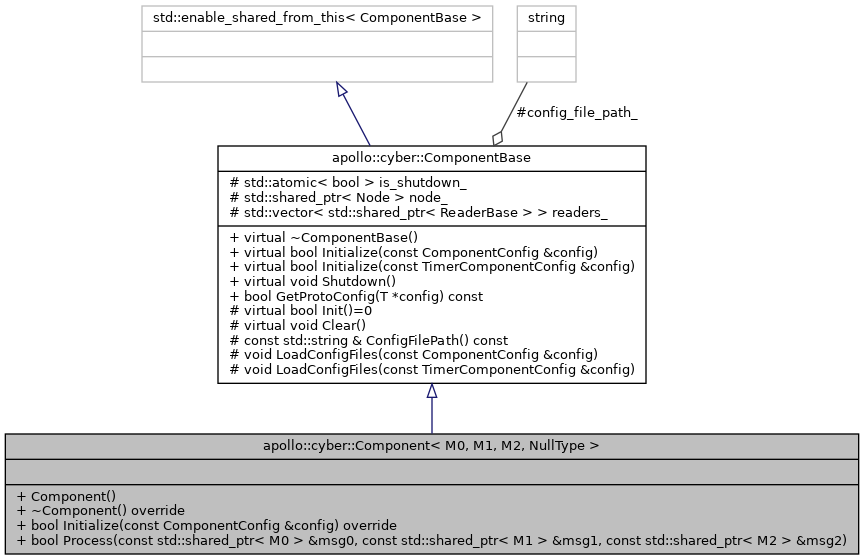 std::enable_shared_from_this< ComponentBase >
string
#config_file_path_
apollo::cyber::ComponentBase
# std::atomic< bool > is_shutdown_
# std::shared_ptr< Node > node_
# std::vector< std::shared_ptr< ReaderBase > > readers_
+ virtual ~ComponentBase()
+ virtual bool Initialize(const ComponentConfig &config)
+ virtual bool Initialize(const TimerComponentConfig &config)
+ virtual void Shutdown()
+ bool GetProtoConfig(T *config) const
# virtual bool Init()=0
# virtual void Clear()
# const std::string & ConfigFilePath() const
# void LoadConfigFiles(const ComponentConfig &config)
# void LoadConfigFiles(const TimerComponentConfig &config)
apollo::cyber::Component< M0, M1, M2, NullType >
+ Component()
+ ~Component() override
+ bool Initialize(const ComponentConfig &config) override
+ bool Process(const std::shared_ptr< M0 > &msg0, const std::shared_ptr< M1 > &msg1, const std::shared_ptr< M2 > &msg2)